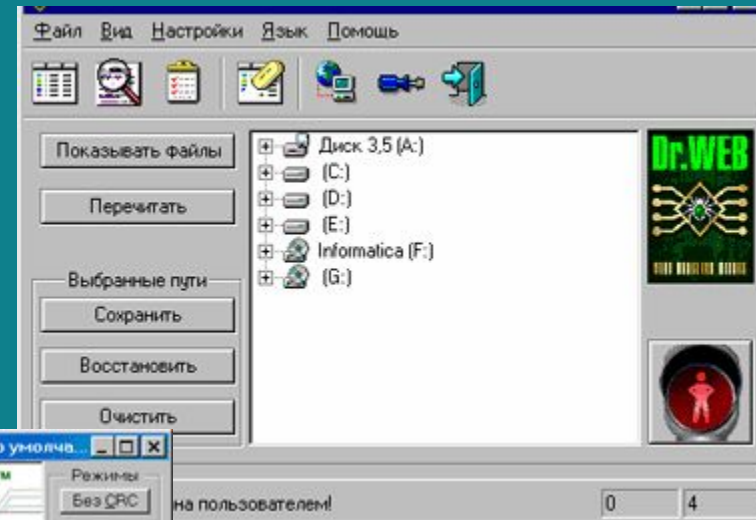 Файл Вид Настройки Язык Помощь
Показывать файлы
Перечитать
Выбранные пути
Сохранить
Восстановить
Очистить
Диск 3,5 (A:)
(C:)
(D:)
(E:)
Informatica (F:)
(G:)
Dr.WEB
умолча...
Режимы
Без CRC
на пользователем!
0 4